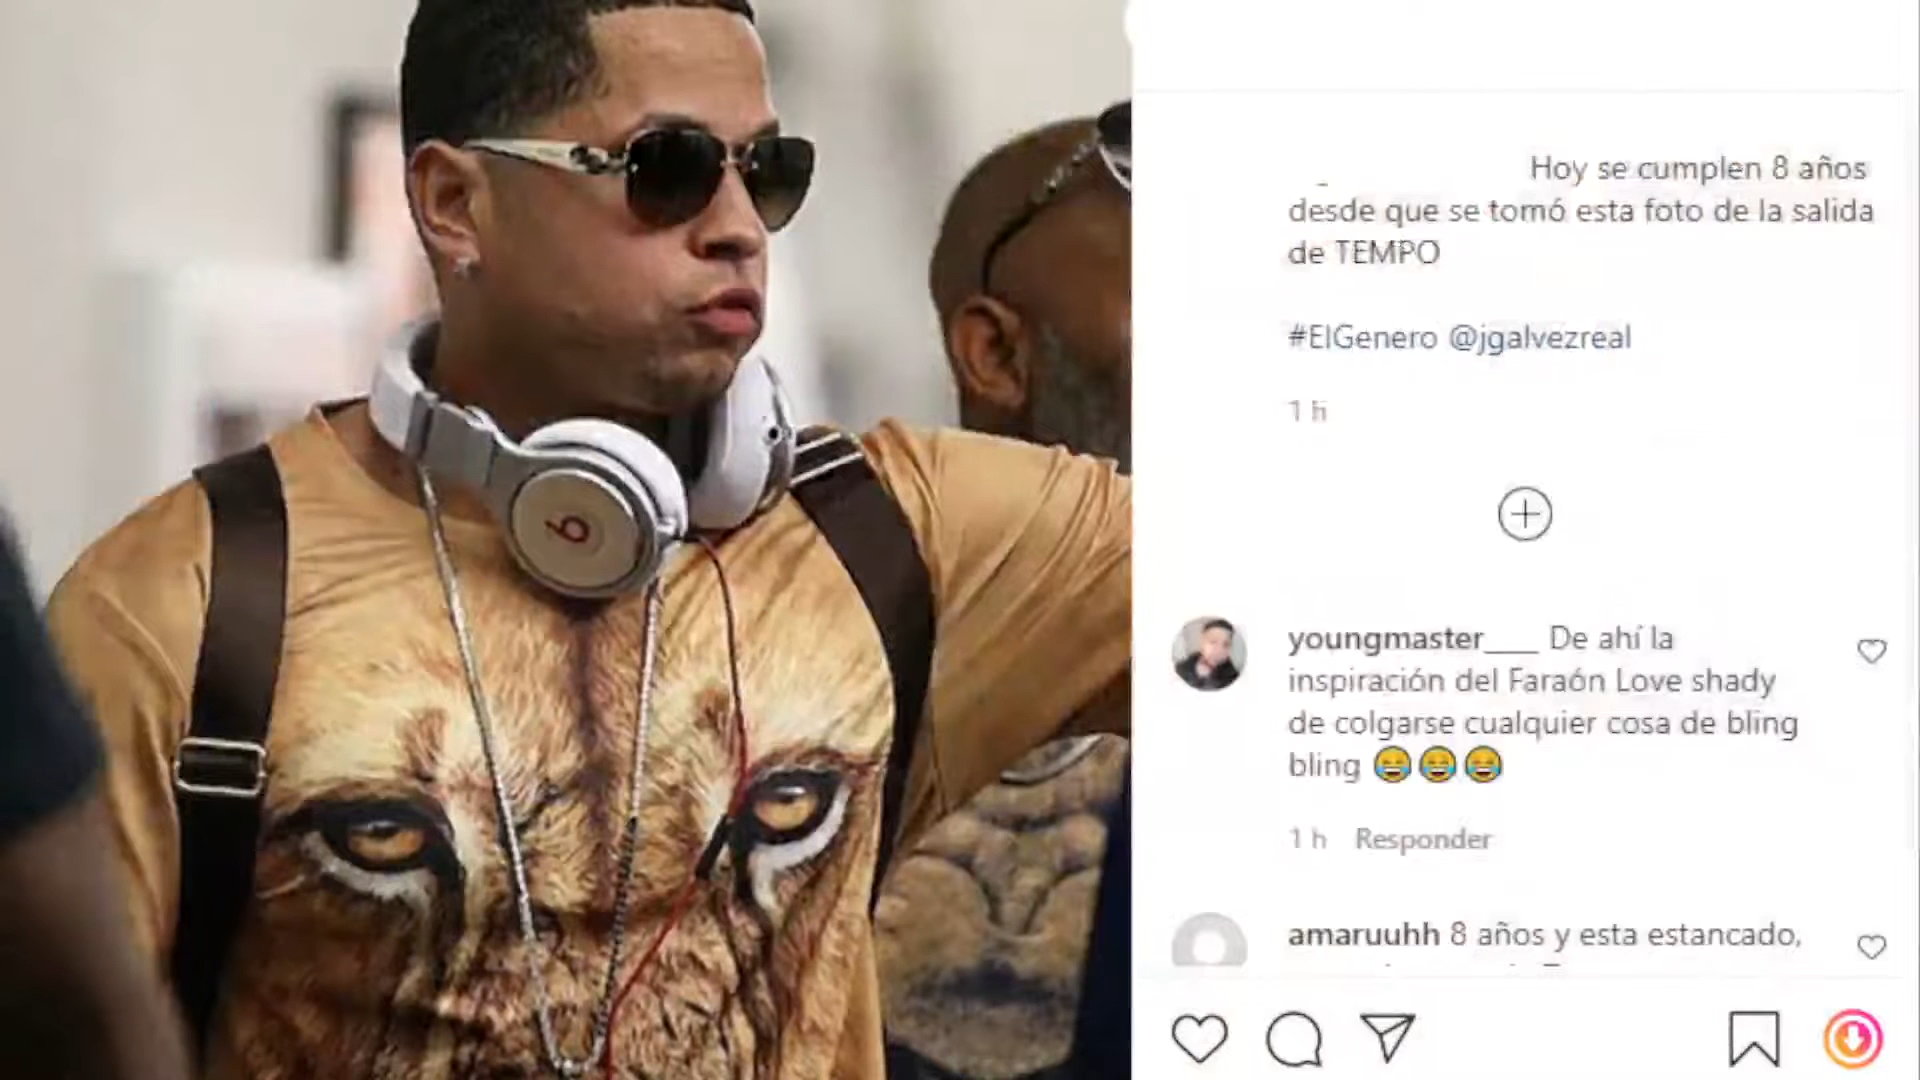 Hoy se cumplen 8 años
desde que se tomó esta foto de la salida
de TEMPO
#ElGenero @jgalvezreal
1 h
youngmaster____ De ahí la
inspiración del Faraón Love shady
de colgarse cualquier cosa de bling
bling 😂😂😂
1 h Responder
amaruuhh 8 años y esta estancado,
b